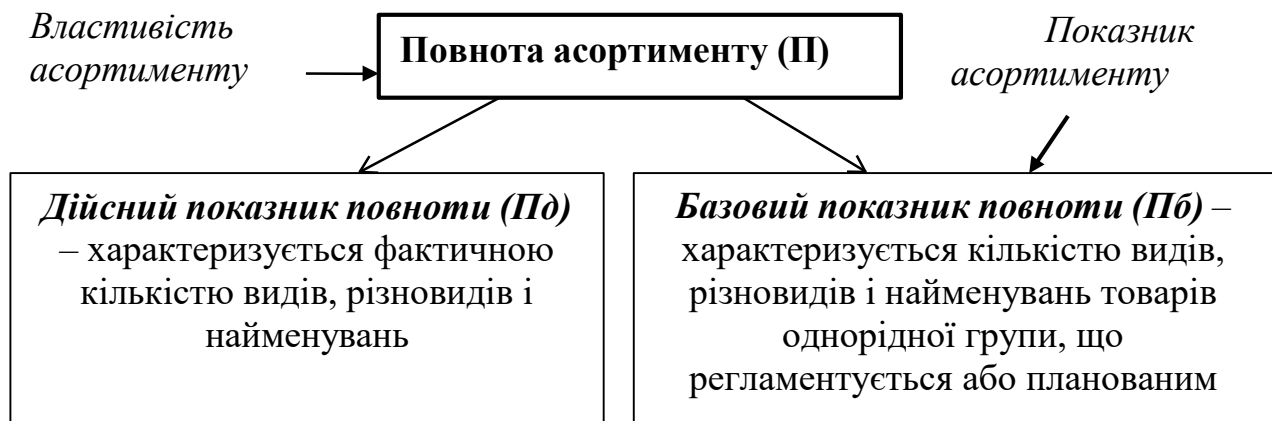 Властивість
асортименту
Повнота асортименту (П)
Показник
асортименту
Дійсний показник повноти (Пд)
– характеризується фактичною
кількістю видів, різновидів і
найменувань
Базовий показник повноти (Пб) –
характеризується кількістю видів,
різновидів і найменувань товарів
однорідної групи, що
регламентується або планованим